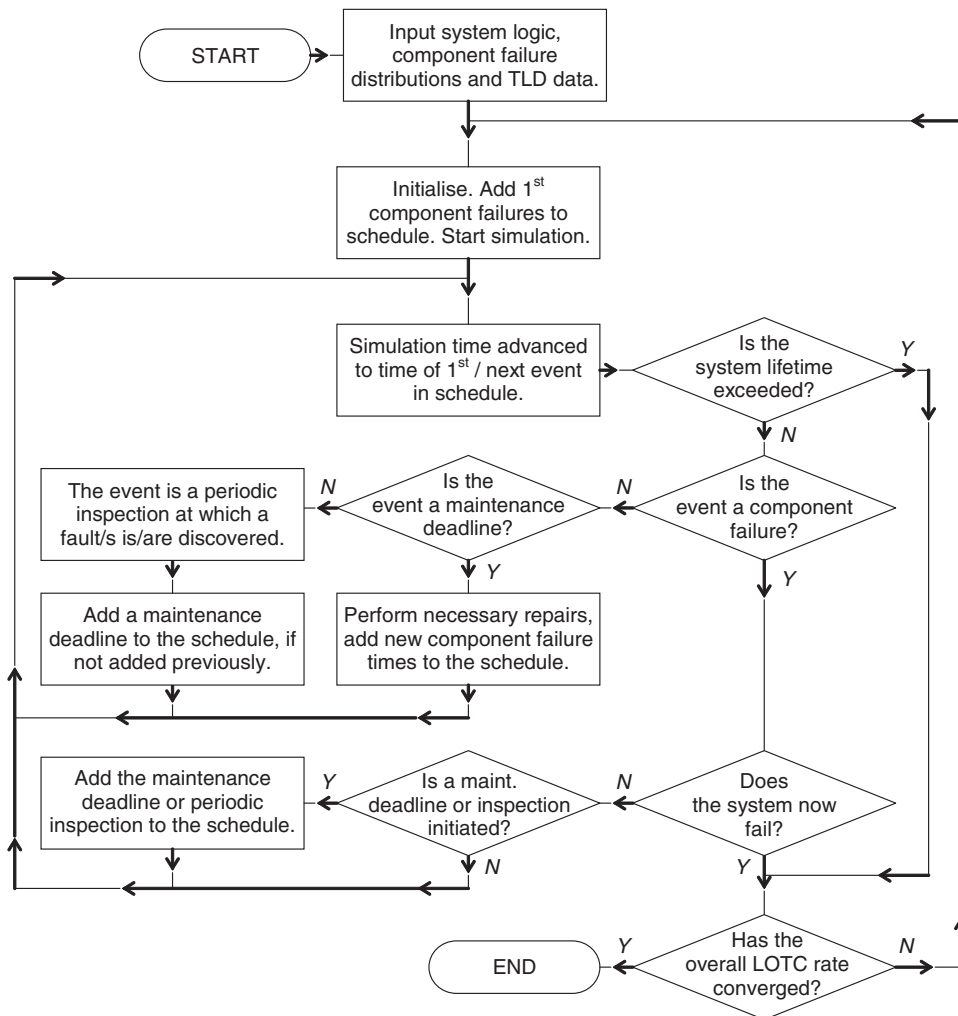 START
Input system logic,
component failure
distributions and TLD data.
Initialise. Add 1st
component failures to
schedule. Start simulation.
Simulation time advanced
to time of 1st / next event
in schedule.
Is the
system lifetime
exceeded?
Y
N
Is the
event a component
failure?
N
Y
Is the
event a maintenance
deadline?
N
Y
The event is a periodic
inspection at which a
fault/s is/are discovered.
Add a maintenance
deadline to the schedule, if
not added previously.
Perform necessary repairs,
add new component failure
times to the schedule.
Does
the system now
fail?
N
Y
Is a maint.
deadline or inspection
initiated?
Y
N
Add the maintenance
deadline or periodic
inspection to the schedule.
Has the
overall LOTC rate
converged?
Y
N
END